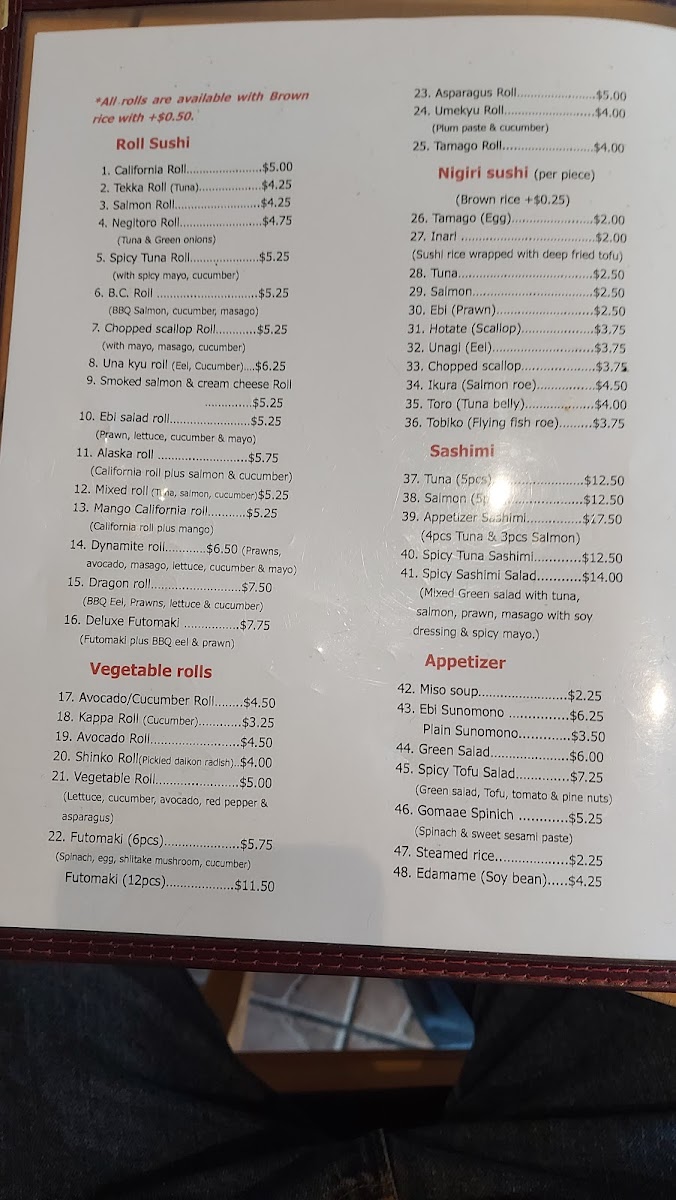 *All rolls are available with Brown
rice with +$0.50.
Roll Sushi
1. California Roll.......................$5.00
2. Tekka Roll (Tuna)...................$4.25
3. Salmon Roll..........................$4.25
4. Negitoro Roll.........................$4.75
(Tuna & Green onions)
5. Spicy Tuna Roll.....................$5.25
(with spicy mayo, cucumber)
6. B.C. Roll ...............................$5.25
(BBQ Salmon, cucumber, masago)
7. Chopped scallop Roll............$5.25
(with mayo, masago, cucumber)
8. Una kyu roll (Eel, Cucumber)....$6.25
9. Smoked salmon & cream cheese Roll
..............$5.25
10. Ebi salad roll.........................$5.25
(Prawn, lettuce, cucumber & mayo)
11. Alaska roll ...........................$5.75
(California roll plus salmon & cucumber)
12. Mixed roll (Tuna, salmon, cucumber)$5.25
13. Mango California roll...........$5.25
(California roll plus mango)
14. Dynamite roll............$6.50 (Prawns,
avocado, masago, lettuce, cucumber & mayo)
15. Dragon roll...........................$7.50
(BBQ Eel, Prawns, lettuce & cucumber)
16. Deluxe Futomaki ................$7.75
(Futomaki plus BBQ eel & prawn)
Vegetable rolls
17. Avocado/Cucumber Roll........$4.50
18. Kappa Roll (Cucumber)............$3.25
19. Avocado Roll..........................$4.50
20. Shinko Roll(Pickled daikon radish)..$4.00
21. Vegetable Roll........................$5.00
(Lettuce, cucumber, avocado, red pepper &
asparagus)
22. Futomaki (6pcs)......................$5.75
(Spinach, egg, shiitake mushroom, cucumber)
Futomaki (12pcs)...................$11.50
23. Asparagus Roll.......................$5.00
24. Umekyu Roll..........................$4.00
(Plum paste & cucumber)
25. Tamago Roll..........................$4.00
Nigiri sushi (per piece)
(Brown rice +$0.25)
26. Tamago (Egg)........................$2.00
27. Inari .......................................$2.00
(Sushi rice wrapped with deep fried tofu)
28. Tuna.......................................$2.50
29. Salmon...................................$2.50
30. Ebi (Prawn)............................$2.50
31. Hotate (Scallop).....................$3.75
32. Unagi (Eel).............................$3.75
33. Chopped scallop.....................$3.75
34. Ikura (Salmon roe).................$4.50
35. Toro (Tuna belly)....................$4.00
36. Tobiko (Flying fish roe).........$3.75
Sashimi
37. Tuna (5pcs)...........................$12.50
38. Salmon (5p.....................$12.50
39. Appetizer Sashimi...............$17.50
(4pcs Tuna & 3pcs Salmon)
40. Spicy Tuna Sashimi............$12.50
41. Spicy Sashimi Salad...........$14.00
(Mixed Green salad with tuna,
salmon, prawn, masago with soy
dressing & spicy mayo.)
Appetizer
42. Miso soup.......................$2.25
43. Ebi Sunomono ...............$6.25
Plain Sunomono.............$3.50
44. Green Salad.....................$6.00
45. Spicy Tofu Salad..............$7.25
(Green salad, Tofu, tomato & pine nuts)
46. Gomaae Spinich ............$5.25
(Spinach & sweet sesami paste)
47. Steamed rice...................$2.25
48. Edamame (Soy bean).....$4.25